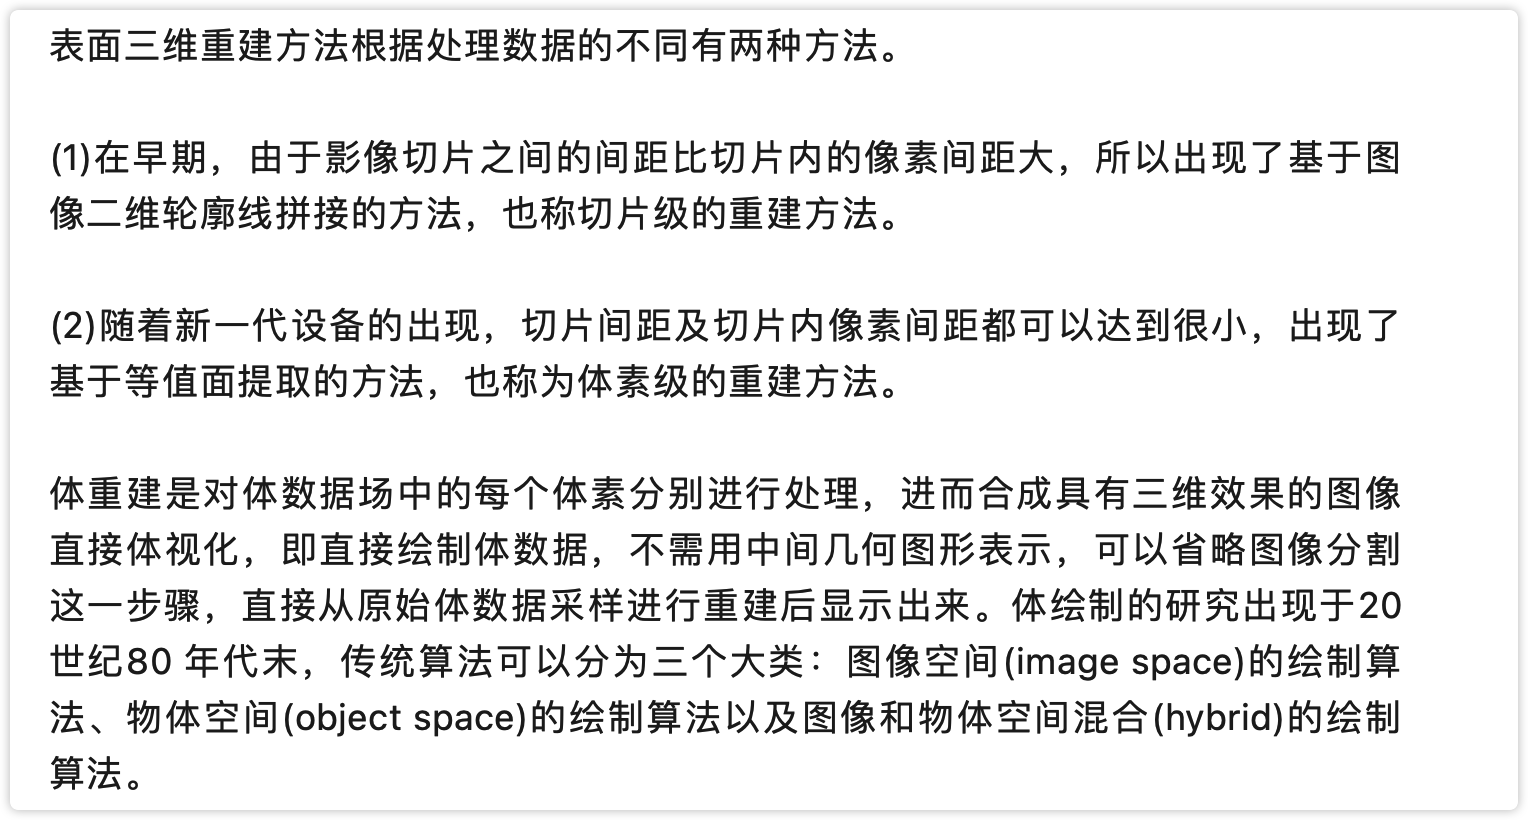 表面三维重建方法根据处理数据的不同有两种方法。
(1)在早期，由于影像切片之间的间距比切片内的像素间距大，所以出现了基于图
像二维轮廓线拼接的方法，也称切片级的重建方法。
(2)随着新一代设备的出现，切片间距及切片内像素间距都可以达到很小，出现了
基于等值面提取的方法，也称为体素级的重建方法。
体重建是对体数据场中的每个体素分别进行处理，进而合成具有三维效果的图像
直接体视化，即直接绘制体数据，不需用中间几何图形表示，可以省略图像分割
这一步骤，直接从原始体数据采样进行重建后显示出来。体绘制的研究出现于20
世纪80 年代末，传统算法可以分为三个大类：图像空间(image space)的绘制算
法、物体空间(object space)的绘制算法以及图像和物体空间混合(hybrid)的绘制
算法。